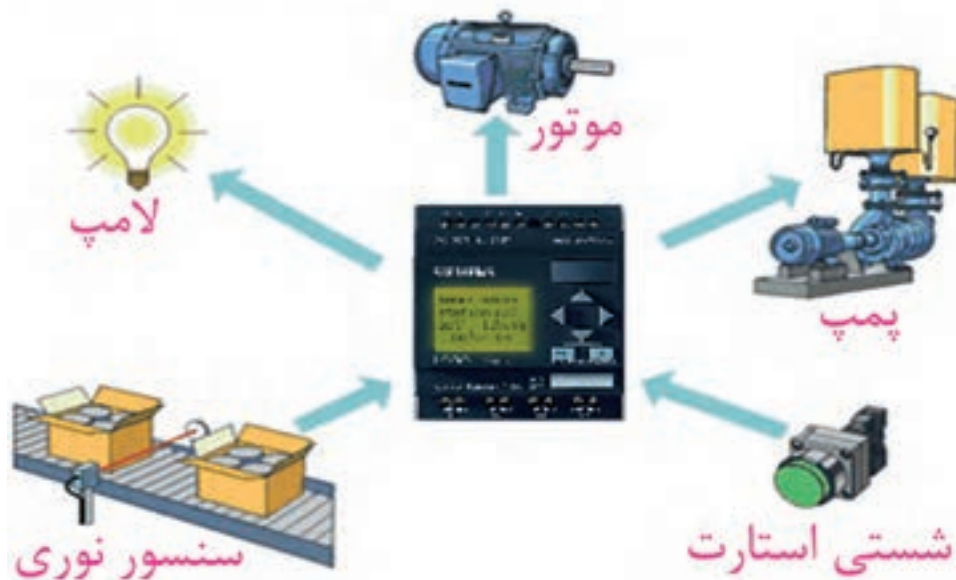 موتور
لامپ
پمپ
SIEMENS
سنسور نوری
شستی استارت